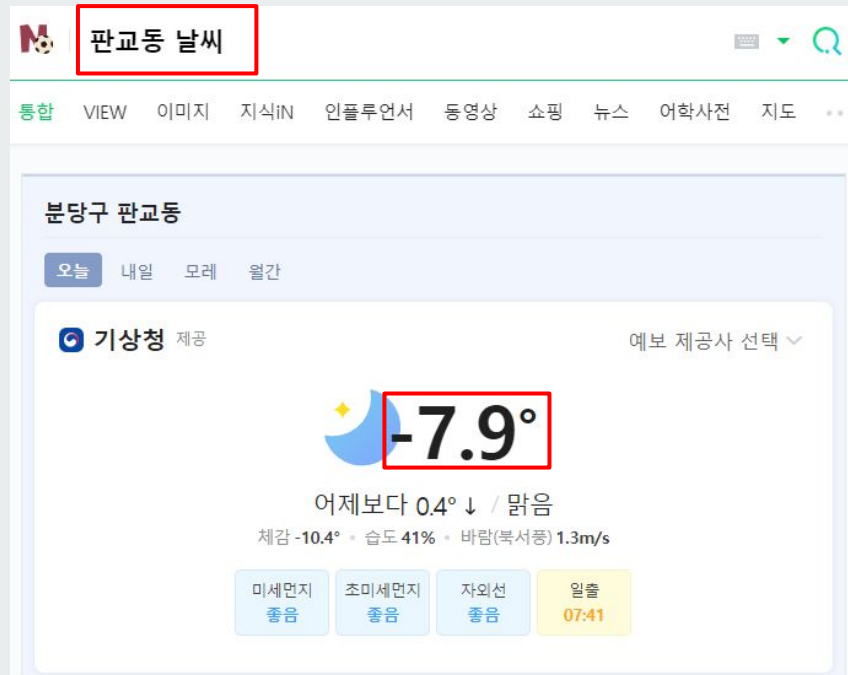 판교동 날씨
통합 VIEW 이미지 지식iN 인플루언서 동영상 쇼핑 뉴스 어학사전 지도
분당구 판교동
오늘 내일 모레 월간
기상청 제공 예보 제공사 선택
-7.9°
어제보다 0.4° ↓ / 맑음
체감 -10.4° • 습도 41% • 바람(북서풍) 1.3m/s
미세먼지 초미세먼지 자외선 일출
좋음 좋음 좋음 07:41